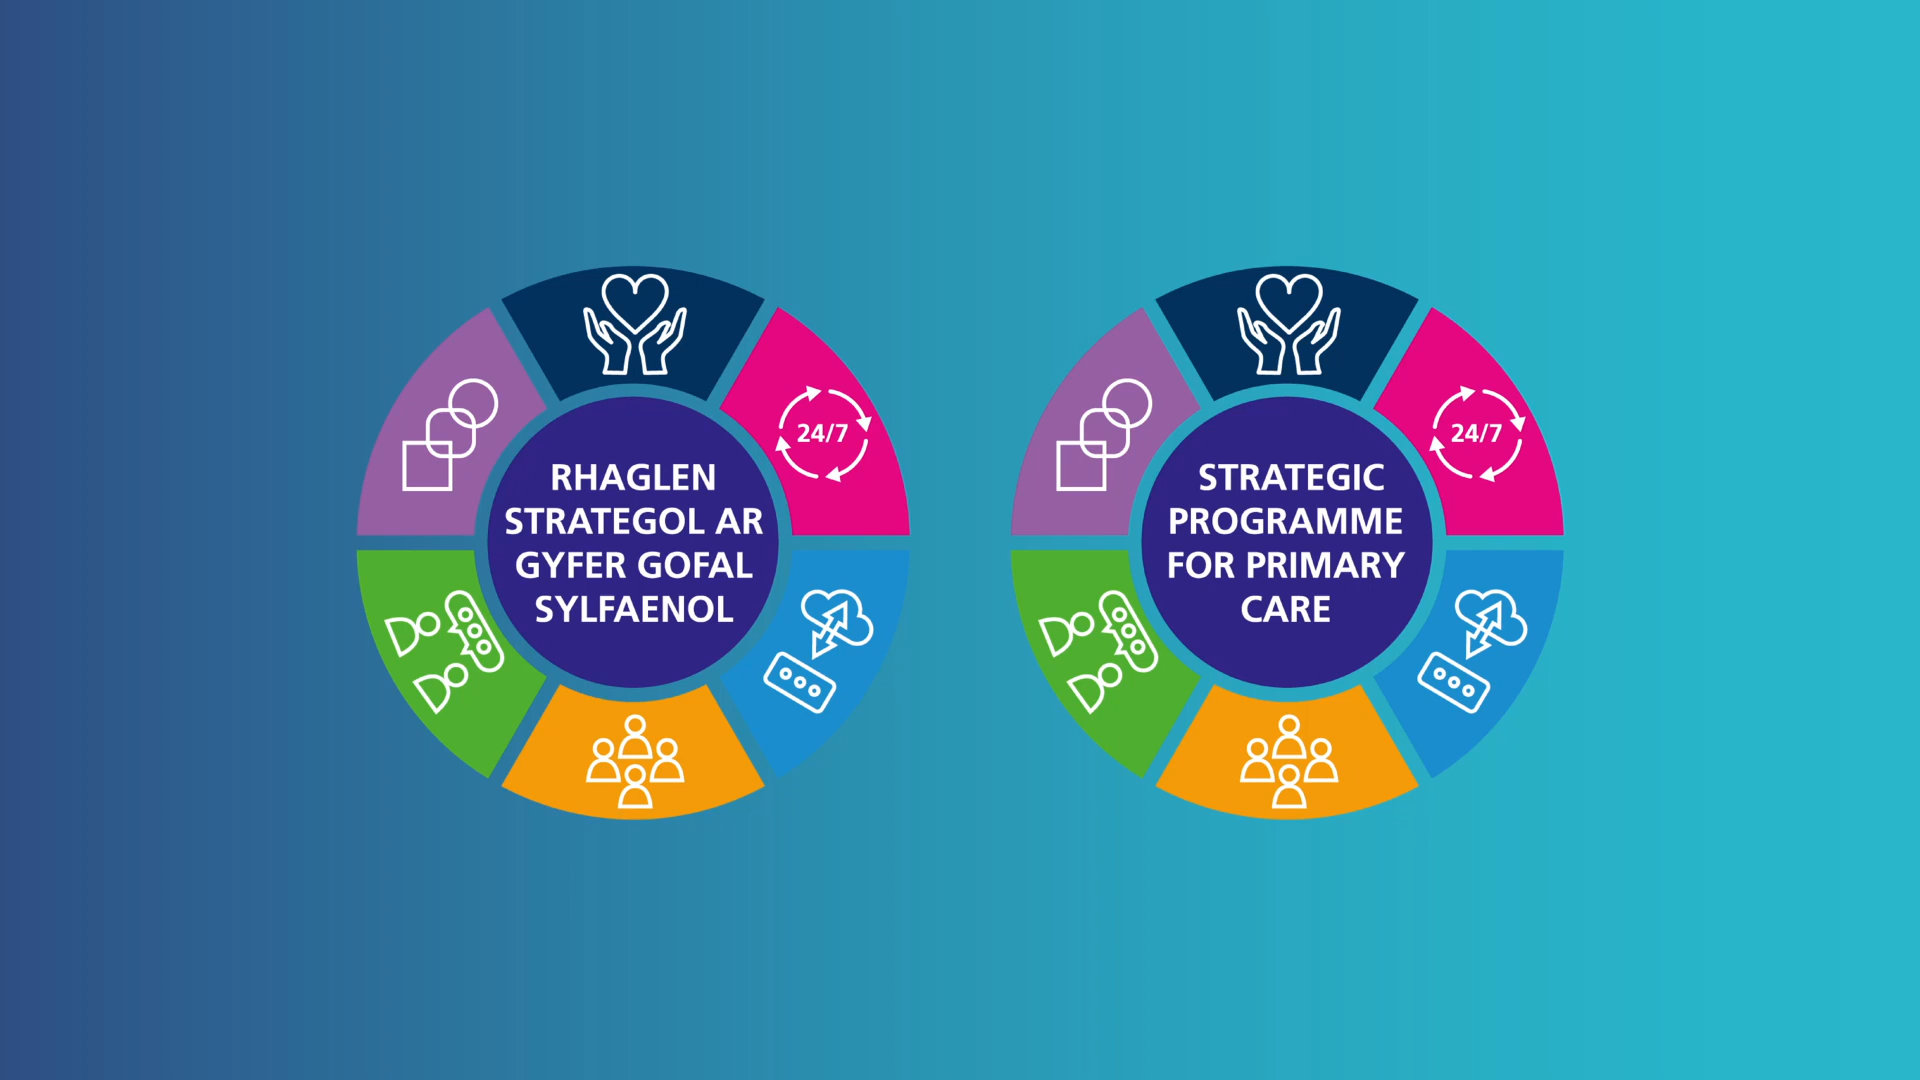 RHAGLEN
STRATEGOL AR
GYFER GOFAL
SYLFAENOL
24/7
STRATEGIC
PROGRAMME
FOR PRIMARY
CARE
24/7